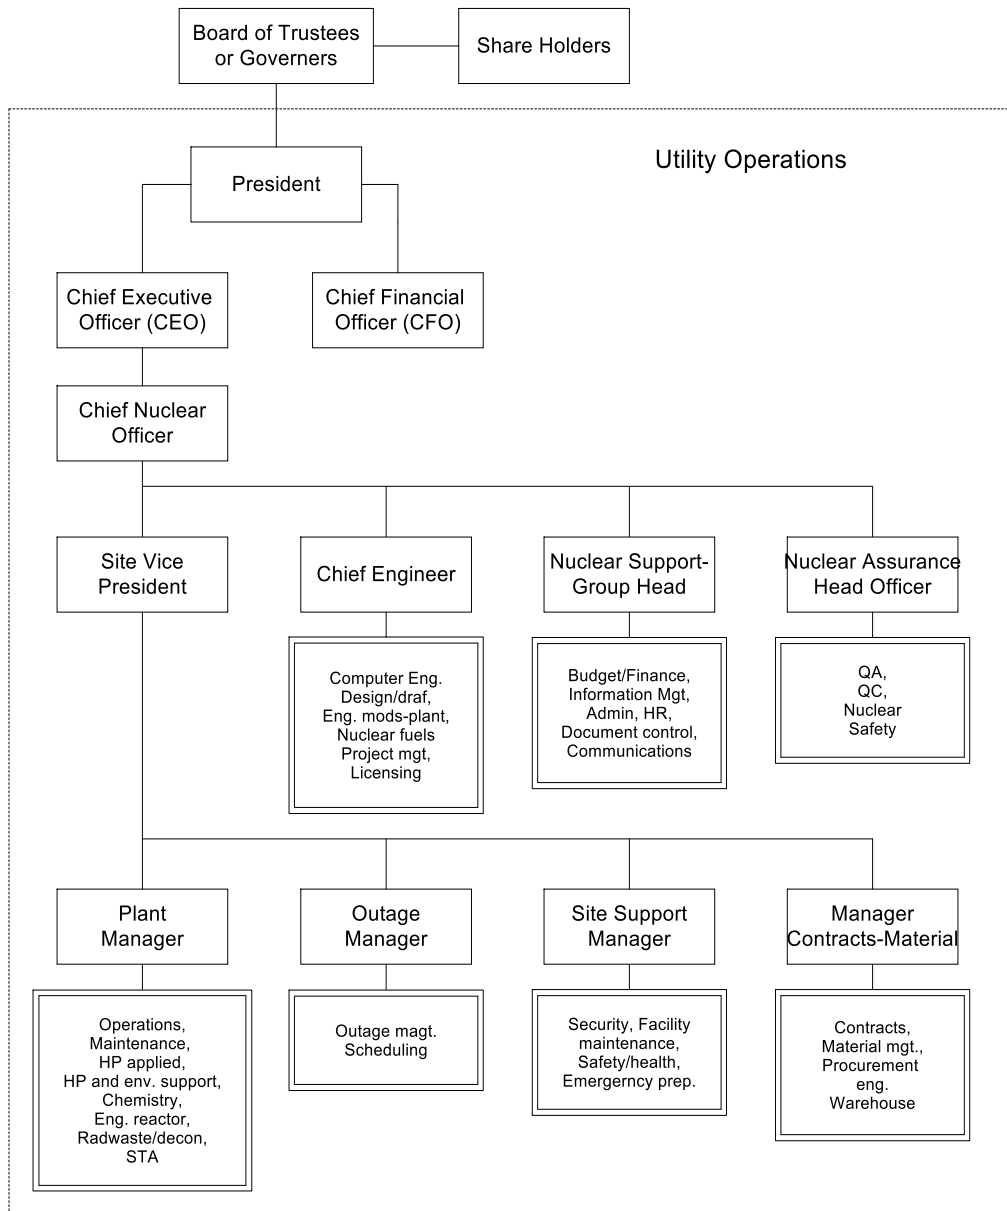 Board of Trustees
or Governers
Share Holders
Utility Operations
President
Chief Executive
Officer (CEO)
Chief Financial
Officer (CFO)
Chief Nuclear
Officer
Site Vice
President
Chief Engineer
Nuclear Support-
Group Head
Nuclear Assurance
Head Officer
Computer Eng.
Design/draf,
Eng. mods-plant,
Nuclear fuels
Project mgt,
Licensing
Budget/Finance,
Information Mgt,
Admin, HR,
Document control,
Communications
QA,
QC,
Nuclear
Safety
Plant
Manager
Outage
Manager
Site Support
Manager
Manager
Contracts-Material
Operations,
Maintenance,
HP applied,
HP and env. support,
Chemistry,
Eng. reactor,
Radwaste/decon,
STA
Outage magt.
Scheduling
Security, Facility
maintenance,
Safety/health,
Emergerncy prep.
Contracts,
Material mgt.,
Procurement
eng.
Warehouse